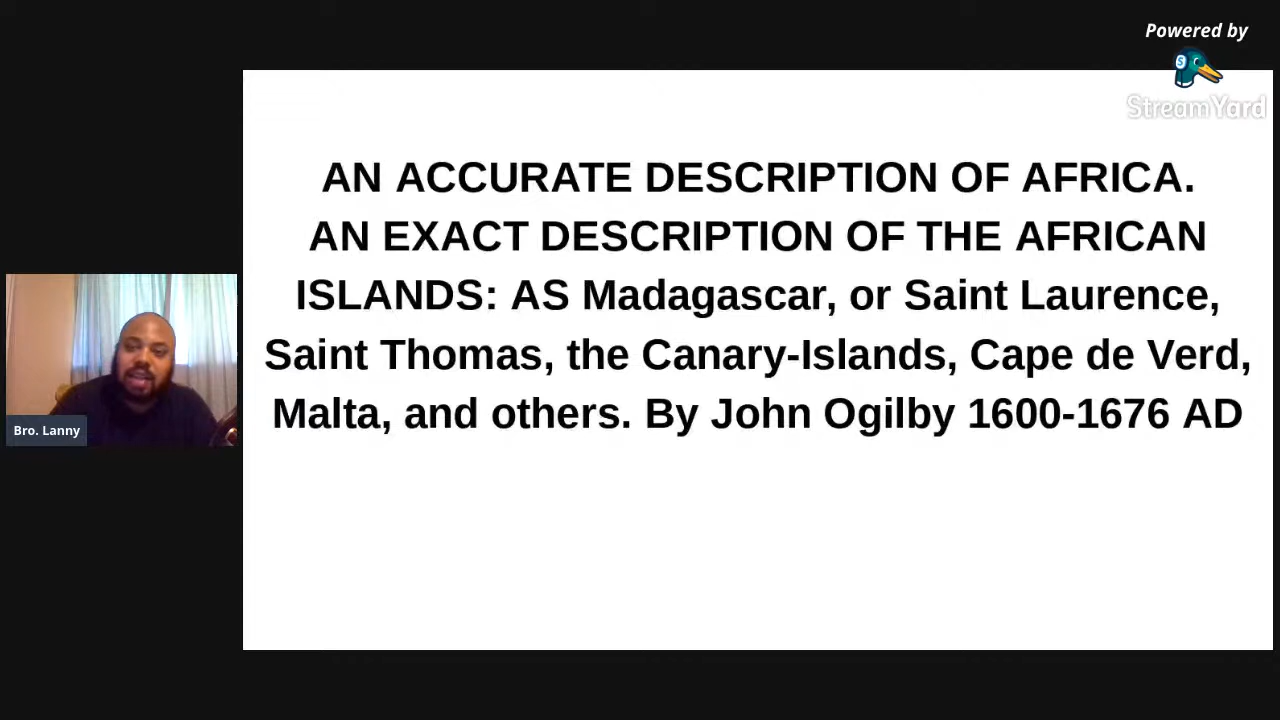 Powered by
StreamYard
AN ACCURATE DESCRIPTION OF AFRICA.
AN EXACT DESCRIPTION OF THE AFRICAN
ISLANDS: AS Madagascar, or Saint Laurence,
Saint Thomas, the Canary-Islands, Cape de Verd,
Malta, and others. By John Ogilby 1600-1676 AD
Bro. Lanny